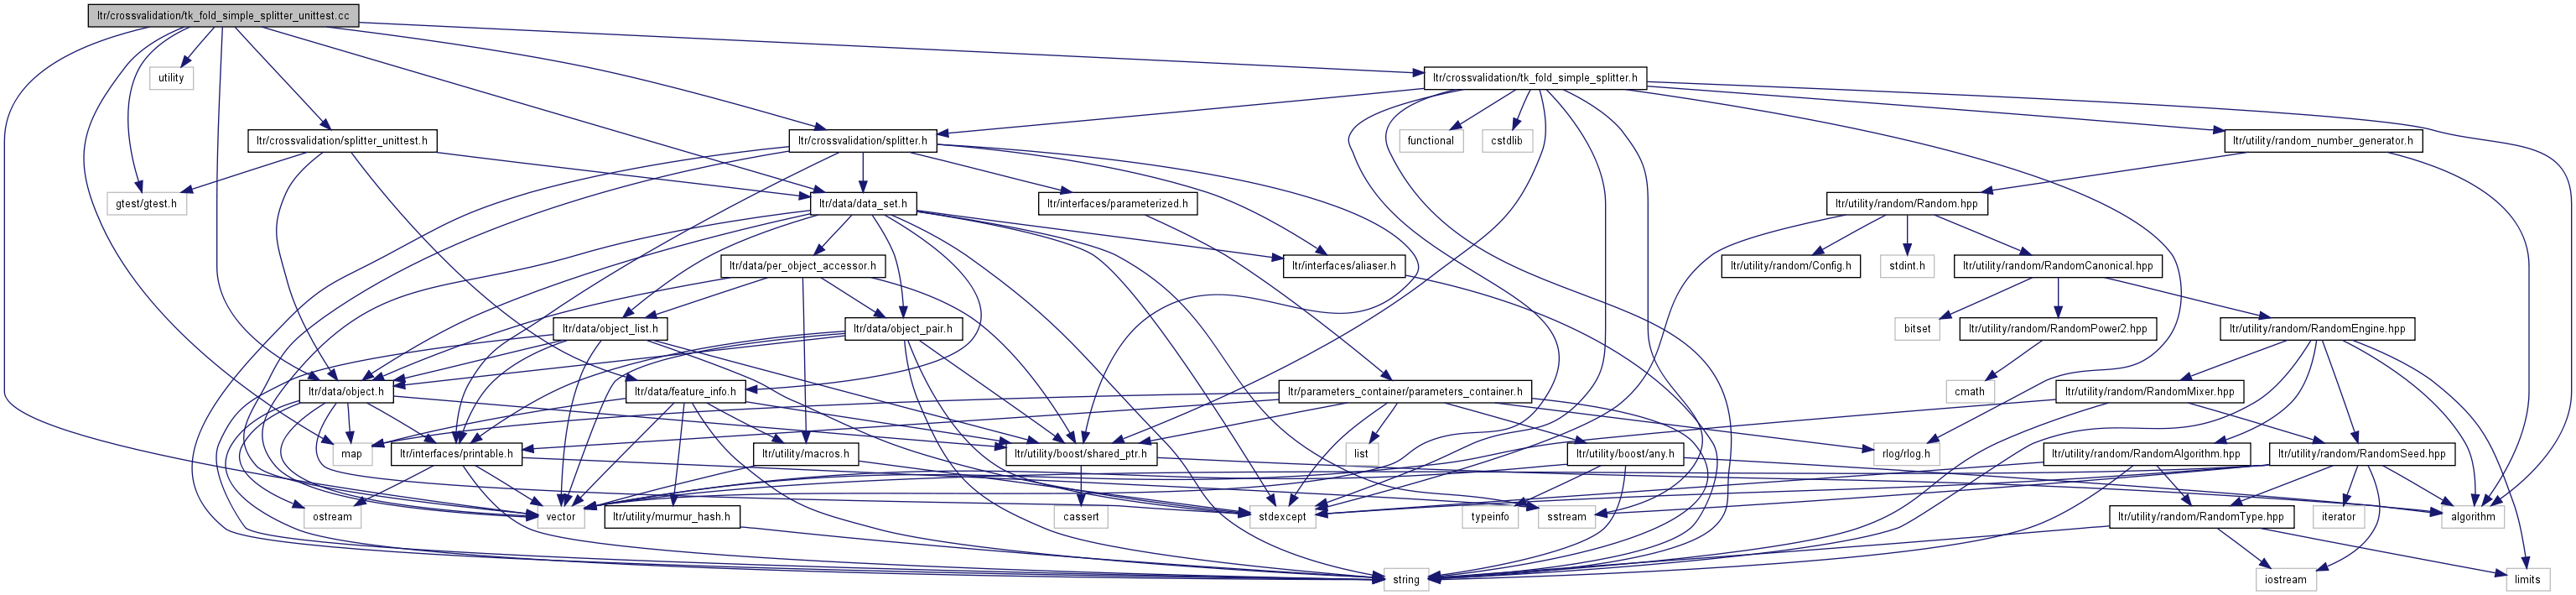 ltr/crossvalidation/tk_fold_simple_splitter_unittest.cc
utility
ltr/crossvalidation/tk_fold_simple_splitter.h
ltr/crossvalidation/splitter_unittest.h
ltr/crossvalidation/splitter.h
functional
cstdlib
ltr/utility/random_number_generator.h
gtest/gtest.h
ltr/data/data_set.h
ltr/interfaces/parameterized.h
ltr/utility/random/Random.hpp
ltr/data/per_object_accessor.h
ltr/interfaces/aliaser.h
ltr/utility/random/Config.h
stdint.h
ltr/utility/random/RandomCanonical.hpp
ltr/data/object_list.h
ltr/data/object_pair.h
bitset
ltr/utility/random/RandomPower2.hpp
ltr/utility/random/RandomEngine.hpp
ltr/data/object.h
ltr/data/feature_info.h
ltr/parameters_container/parameters_container.h
cmath
ltr/utility/random/RandomMixer.hpp
map
ltr/interfaces/printable.h
ltr/utility/macros.h
ltr/utility/boost/shared_ptr.h
list
ltr/utility/boost/any.h
rlog/rlog.h
ltr/utility/random/RandomAlgorithm.hpp
ltr/utility/random/RandomSeed.hpp
ostream
vector
ltr/utility/murmur_hash.h
cassert
stdexcept
typeinfo
sstream
ltr/utility/random/RandomType.hpp
iterator
algorithm
string
iostream
limits